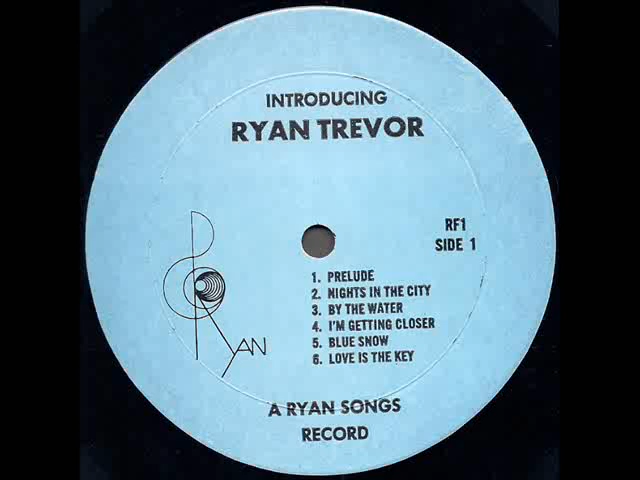 INTRODUCING
RYAN TREVOR
RF1
SIDE 1
1. PRELUDE
2. NIGHTS IN THE CITY
3. BY THE WATER
4. I'M GETTING CLOSER
5. BLUE SNOW
6. LOVE IS THE KEY
RYAN
A RYAN SONGS
RECORD